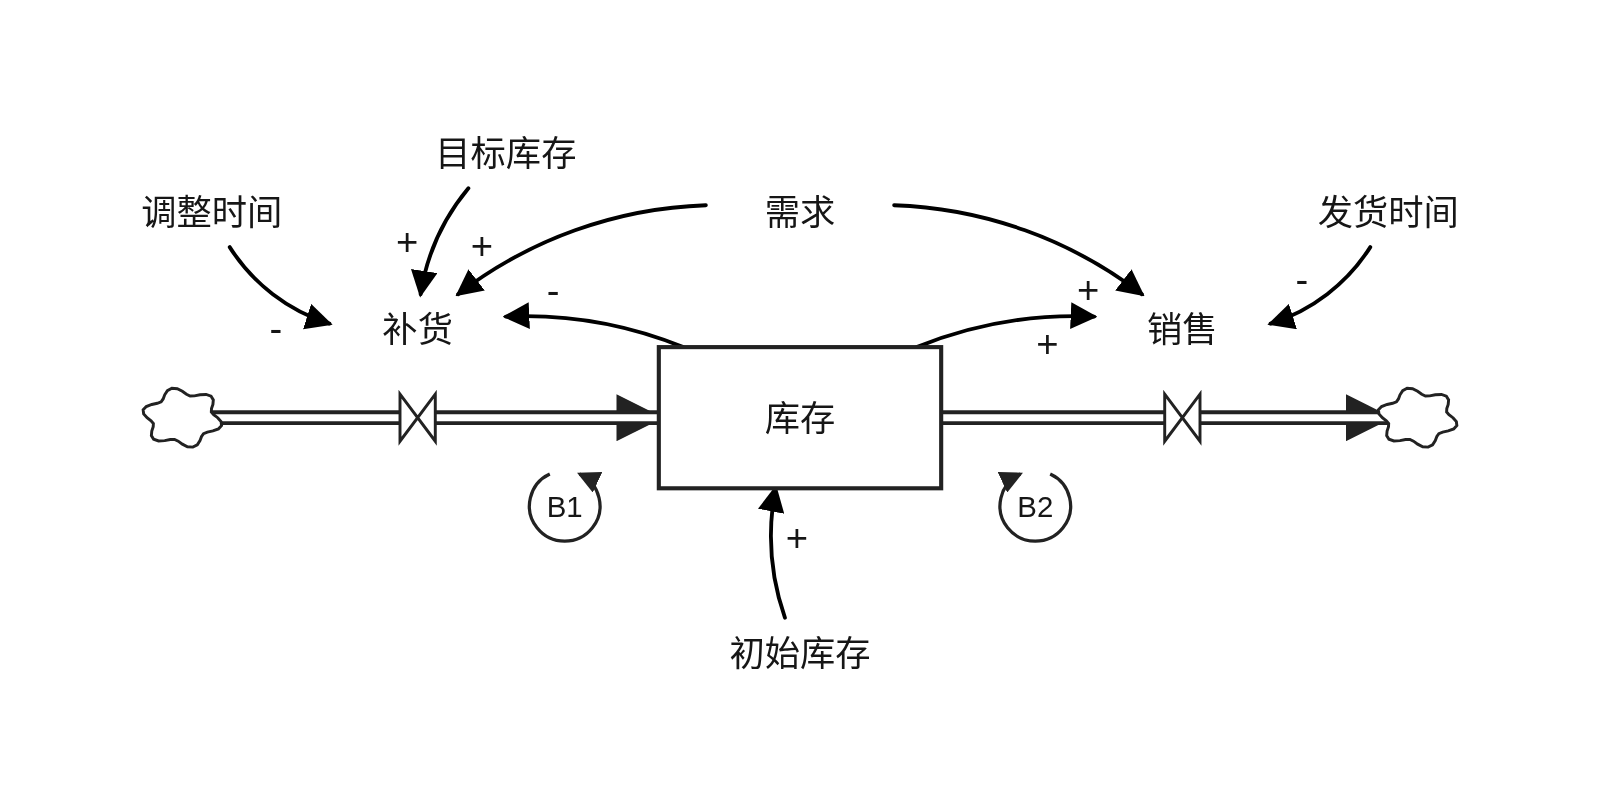 目标库存
调整时间
需求
发货时间
+
+
-
+
-
-
补货
+
销售
库存
B1
B2
+
初始库存